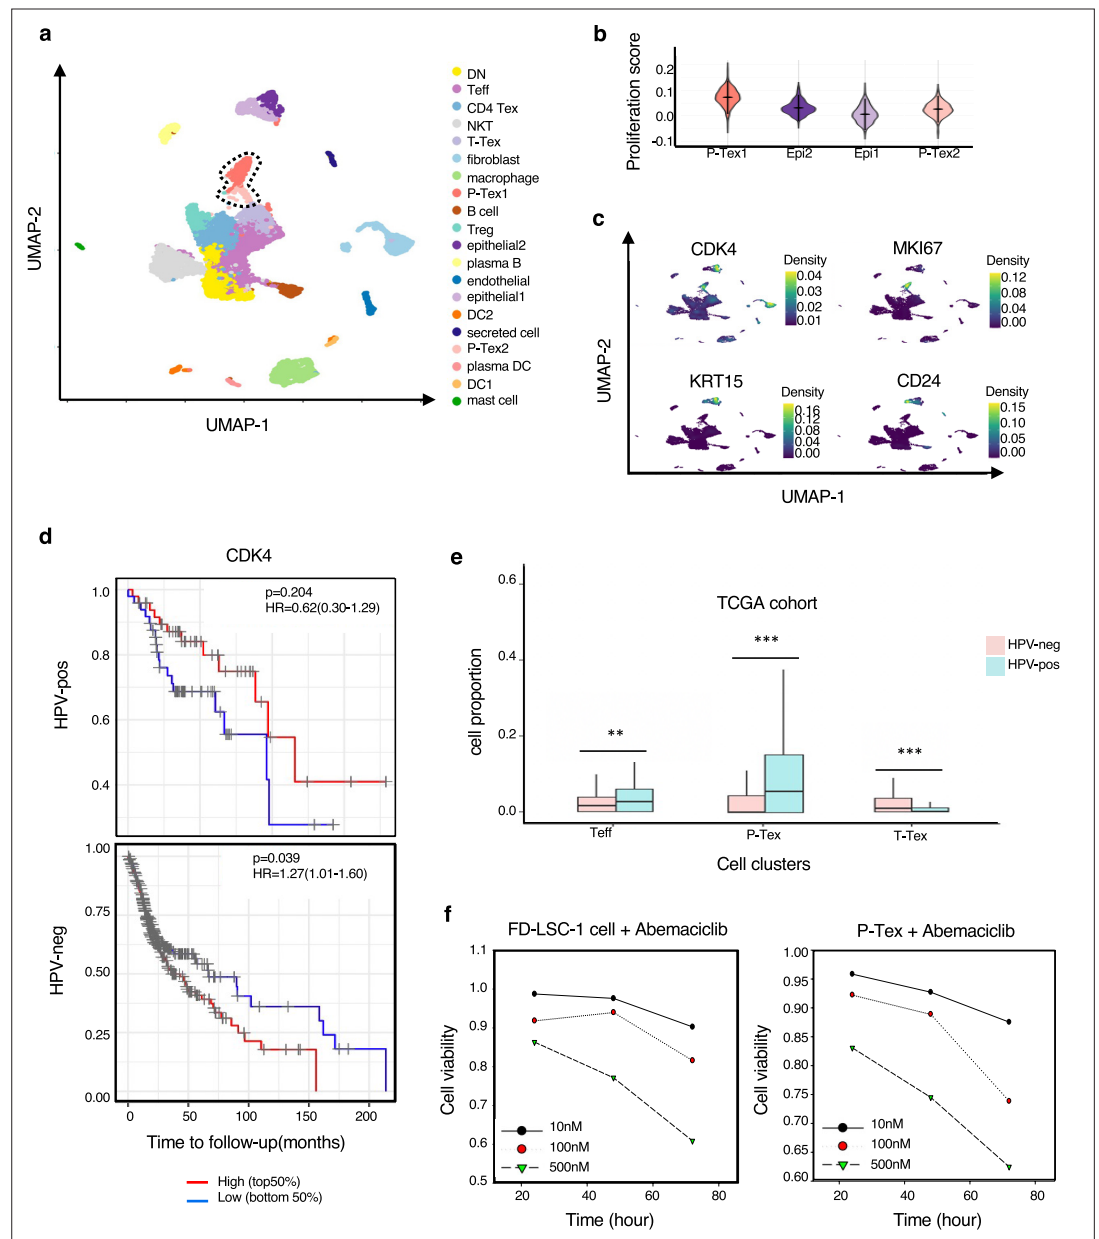 a
UMAP-2
UMAP-1
DN
Teff
CD4 Tex
NKT
T-Tex
fibroblast
macrophage
P-Tex1
B cell
Treg
epithelial2
plasma B
endothelial
epithelial1
DC2
secreted cell
P-Tex2
plasma DC
DC1
mast cell
b
Proliferation score
0.2
0.1
0.0
-0.1
P-Tex1 Epi2 Epi1 P-Tex2
c
UMAP-2
CDK4
Density
0.04
0.03
0.02
0.01
MKI67
Density
0.12
0.08
0.04
0.00
KRT15
Density
0.16
0.12
0.08
0.04
0.00
CD24
Density
0.15
0.10
0.05
0.00
UMAP-1
d
CDK4
HPV-pos
1.0
0.8
0.6
0.4
p=0.204
HR=0.62(0.30-1.29)
HPV-neg
1.00
0.75
0.50
0.25
0.00
p=0.039
HR=1.27(1.01-1.60)
0 50 100 150 200
Time to follow-up(months)
High (top50%)
Low (bottom 50%)
e
TCGA cohort
cell proportion
0.6
0.4
0.2
0.0
**
***
***
Teff P-Tex T-Tex
Cell clusters
HPV-neg
HPV-pos
f
FD-LSC-1 cell + Abemaciclib
Cell viability
1.1
1.0
0.9
0.8
0.7
0.6
0.5
10nM
100nM
500nM
20 40 60 80
Time (hour)
P-Tex + Abemaciclib
Cell viability
1.00
0.95
0.90
0.85
0.80
0.75
0.70
0.65
0.60
10nM
100nM
500nM
20 40 60 80
Time (hour)